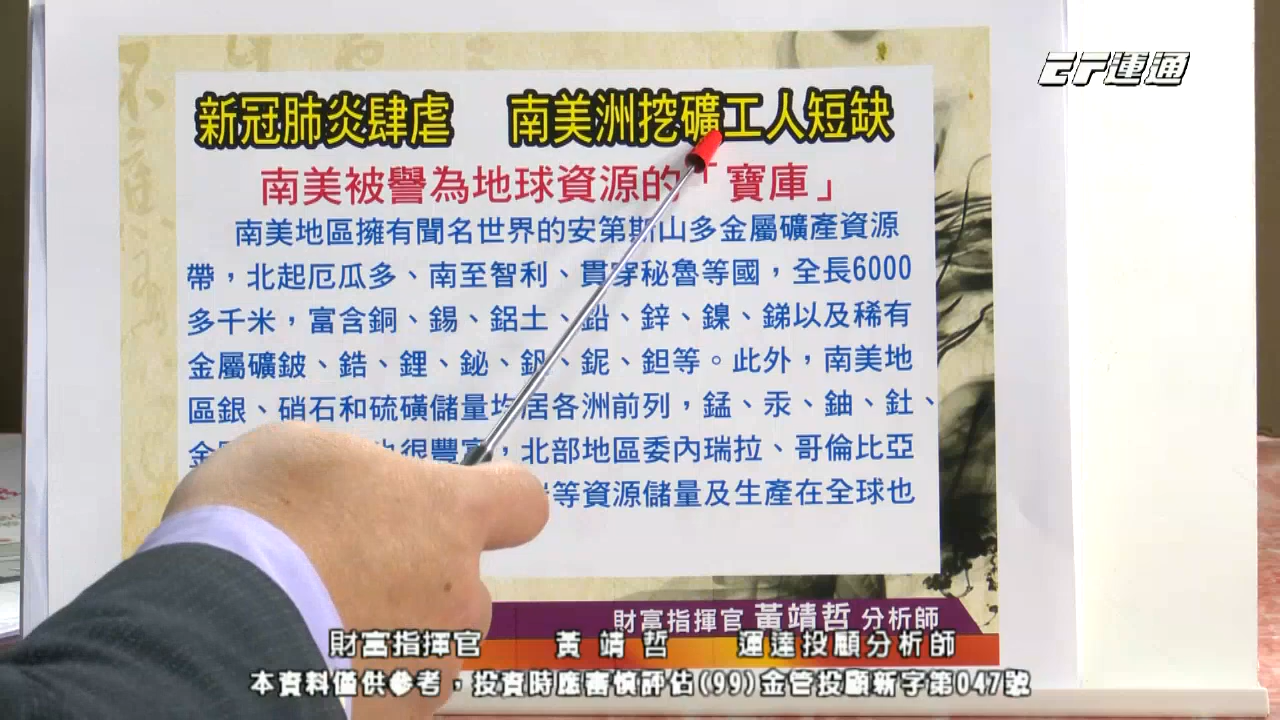 EF運通
新冠肺炎肆虐 南美洲挖礦工人短缺
南美被譽為地球資源的「寶庫」
南美地區擁有聞名世界的安第斯山多金屬礦產資源
帶，北起厄瓜多、南至智利、貫穿秘魯等國，全長6000
多千米，富含銅、錫、鋁土、鉛、鋅、鎳、銻以及稀有
金屬礦鈹、鋯、鋰、鉍、釩、鈮、鉭等。此外，南美地
區銀、硝石和硫磺儲量均居各洲前列，錳、汞、鈾、釷、
金 也很豐富，北部地區委內瑞拉、哥倫比亞
等資源儲量及生產在全球也
財富指揮官 黃靖哲 分析師
財富指揮官 黃靖哲 運達投顧分析師
本資料僅供參考，投資時應審慎評估(99)金管投顧新字第047號